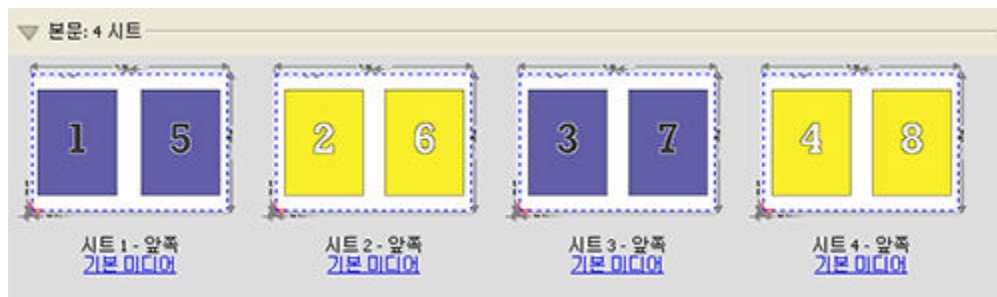 본문: 4 시트
1 5 2 6 3 7 4 8
시트 1 - 앞쪽 시트 2 - 앞쪽 시트 3 - 앞쪽 시트 4 - 앞쪽
기본 미디어 기본 미디어 기본 미디어 기본 미디어